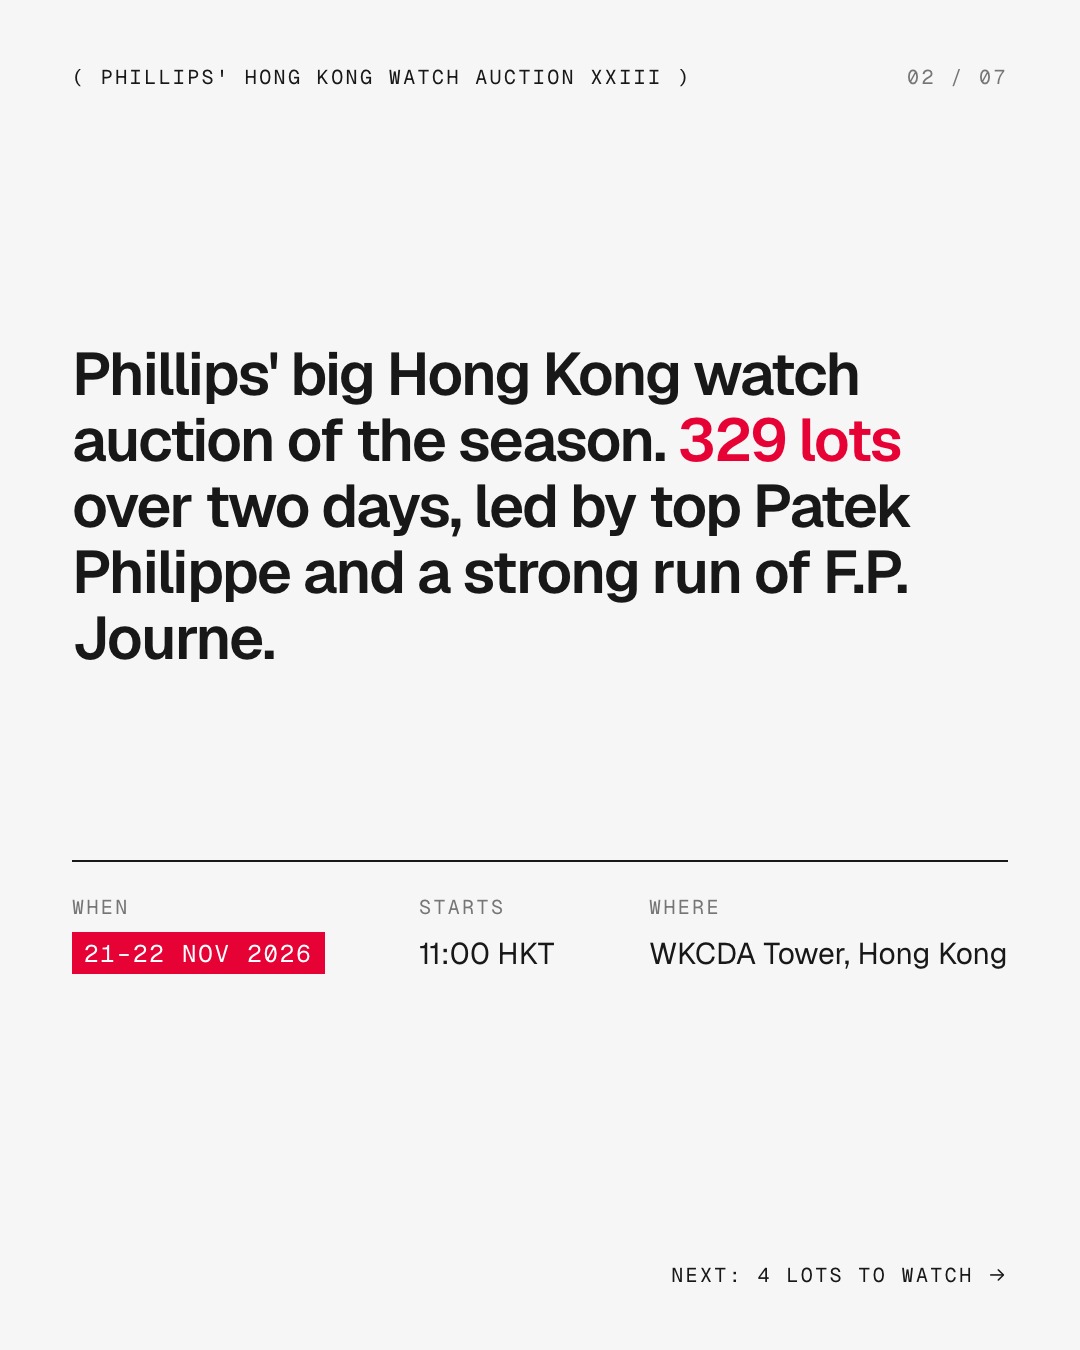 ( PHILLIPS' HONG KONG WATCH AUCTION XXIII )
02 / 07
Phillips' big Hong Kong watch
auction of the season. 329 lots
over two days, led by top Patek
Philippe and a strong run of F.P.
Journe.
WHEN
21–22 NOV 2026
STARTS
11:00 HKT
WHERE
WKCDA Tower, Hong Kong
NEXT: 4 LOTS TO WATCH →